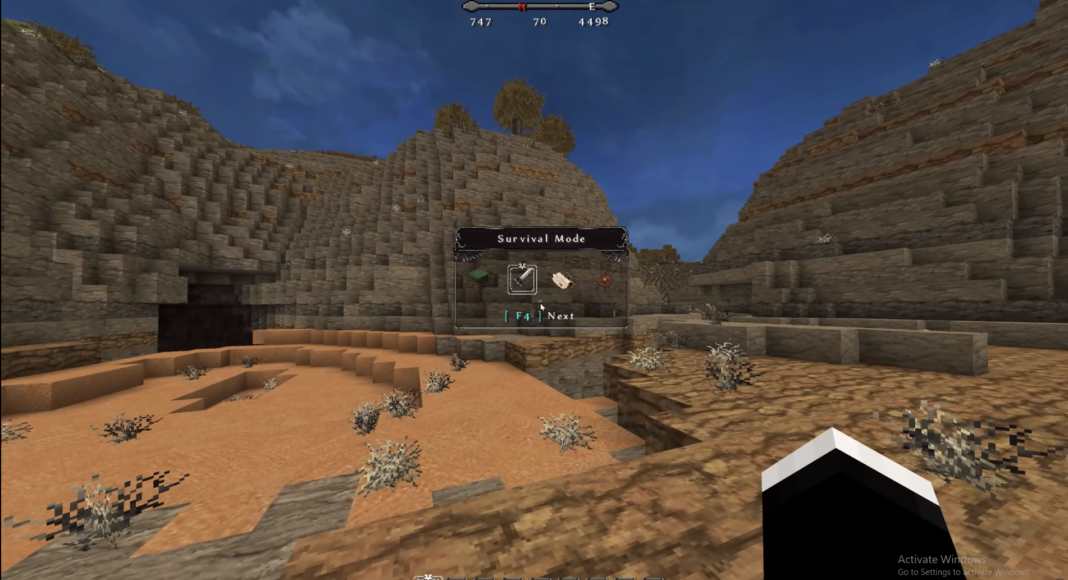 E
747 70 4498
Survival Mode
[ F4 ] Next
Activate Windows
Go to Settings to activate Windows.